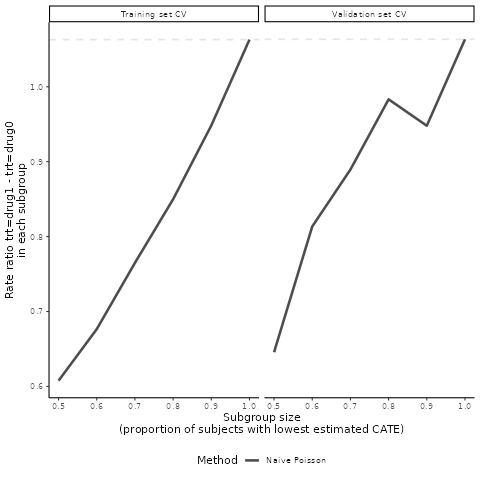 Training set CV
Validation set CV
Rate ratio trt=drug1 - trt=drug0
in each subgroup
1.0
0.9
0.8
0.7
0.6
0.5 0.6 0.7 0.8 0.9 1.0
0.5 0.6 0.7 0.8 0.9 1.0
Subgroup size
(proportion of subjects with lowest estimated CATE)
Method Naive Poisson